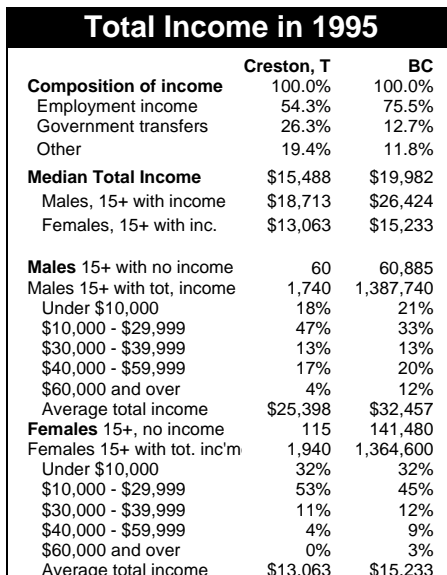 Total Income in 1995
Creston, T BC
Composition of income 100.0% 100.0%
Employment income 54.3% 75.5%
Government transfers 26.3% 12.7%
Other 19.4% 11.8%
Median Total Income $15,488 $19,982
Males, 15+ with income $18,713 $26,424
Females, 15+ with inc. $13,063 $15,233
Males 15+ with no income 60 60,885
Males 15+ with tot, income 1,740 1,387,740
Under $10,000 18% 21%
$10,000 - $29,999 47% 33%
$30,000 - $39,999 13% 13%
$40,000 - $59,999 17% 20%
$60,000 and over 4% 12%
Average total income $25,398 $32,457
Females 15+, no income 115 141,480
Females 15+ with tot. inc'm 1,940 1,364,600
Under $10,000 32% 32%
$10,000 - $29,999 53% 45%
$30,000 - $39,999 11% 12%
$40,000 - $59,999 4% 9%
$60,000 and over 0% 3%
Average total income $13,063 $15,233